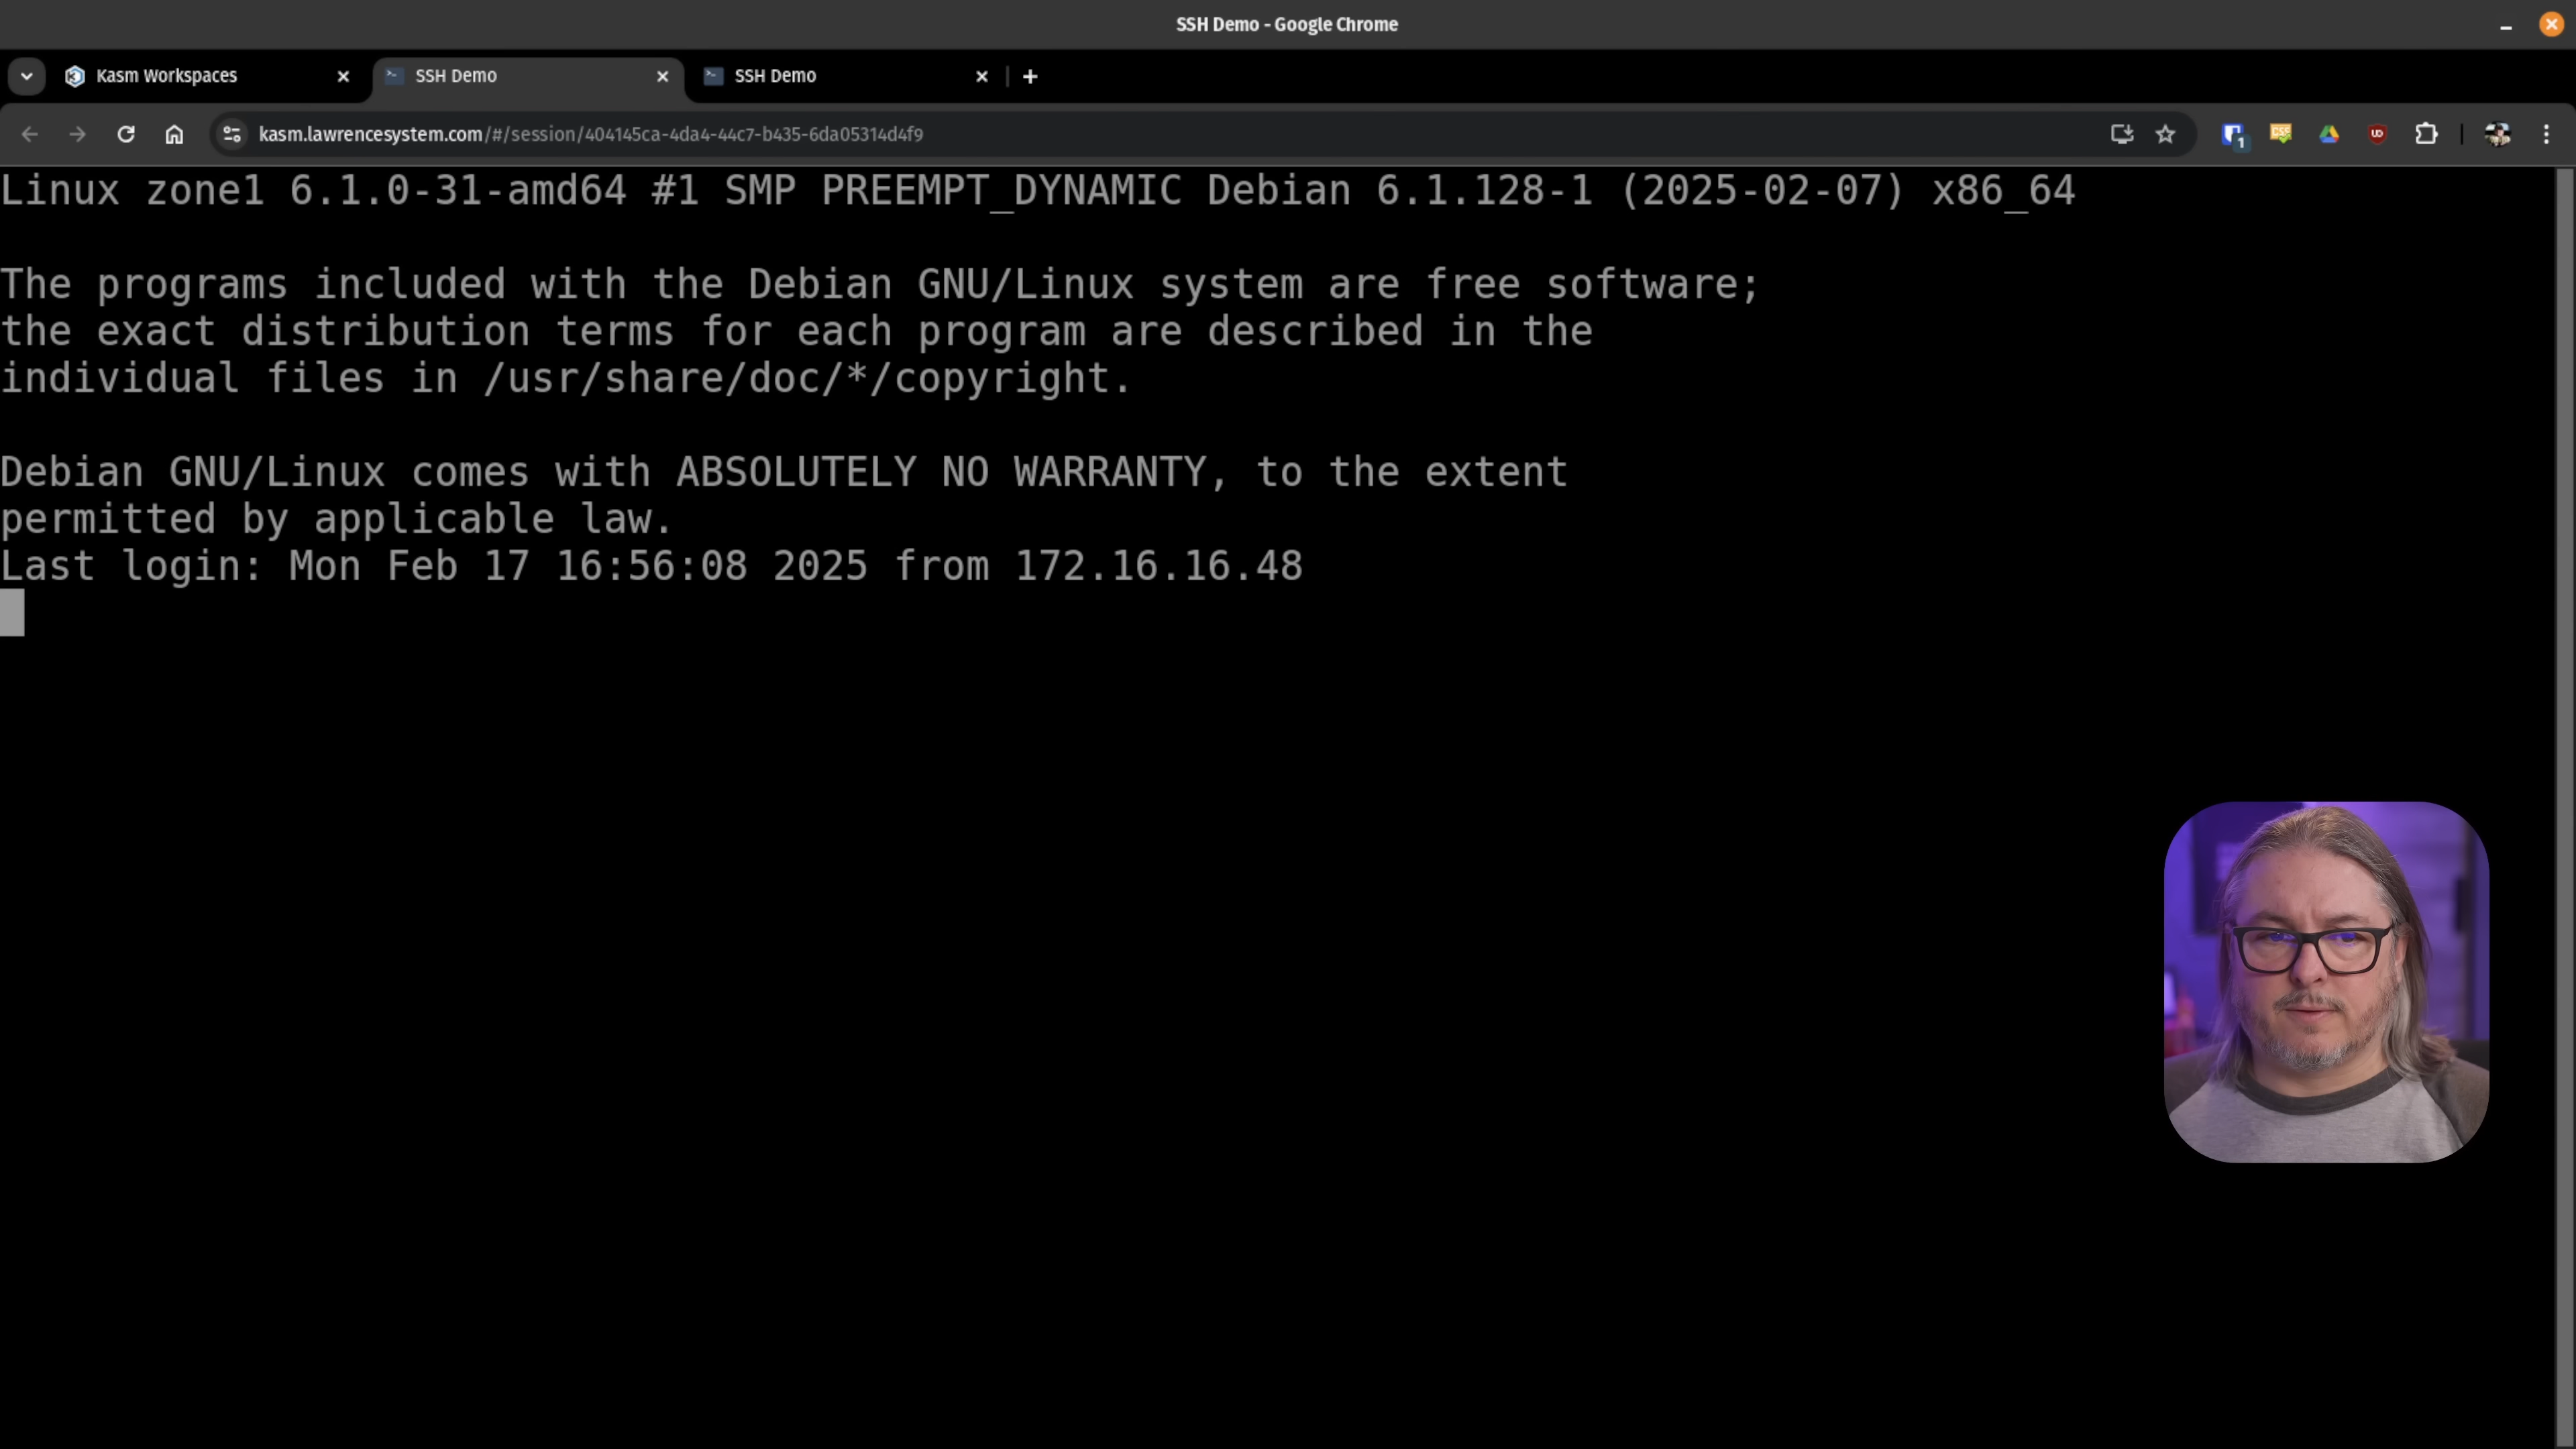 SSH Demo - Google Chrome
Kasm Workspaces
SSH Demo
SSH Demo
kasm.lawrencesystem.com/#/session/404145ca-4da4-44c7-b435-6da05314d4f9
1
UD
Linux zone1 6.1.0-31-amd64 #1 SMP PREEMPT_DYNAMIC Debian 6.1.128-1 (2025-02-07) x86_64
The programs included with the Debian GNU/Linux system are free software;
the exact distribution terms for each program are described in the
individual files in /usr/share/doc/*/copyright.
Debian GNU/Linux comes with ABSOLUTELY NO WARRANTY, to the extent
permitted by applicable law.
Last login: Mon Feb 17 16:56:08 2025 from 172.16.16.48